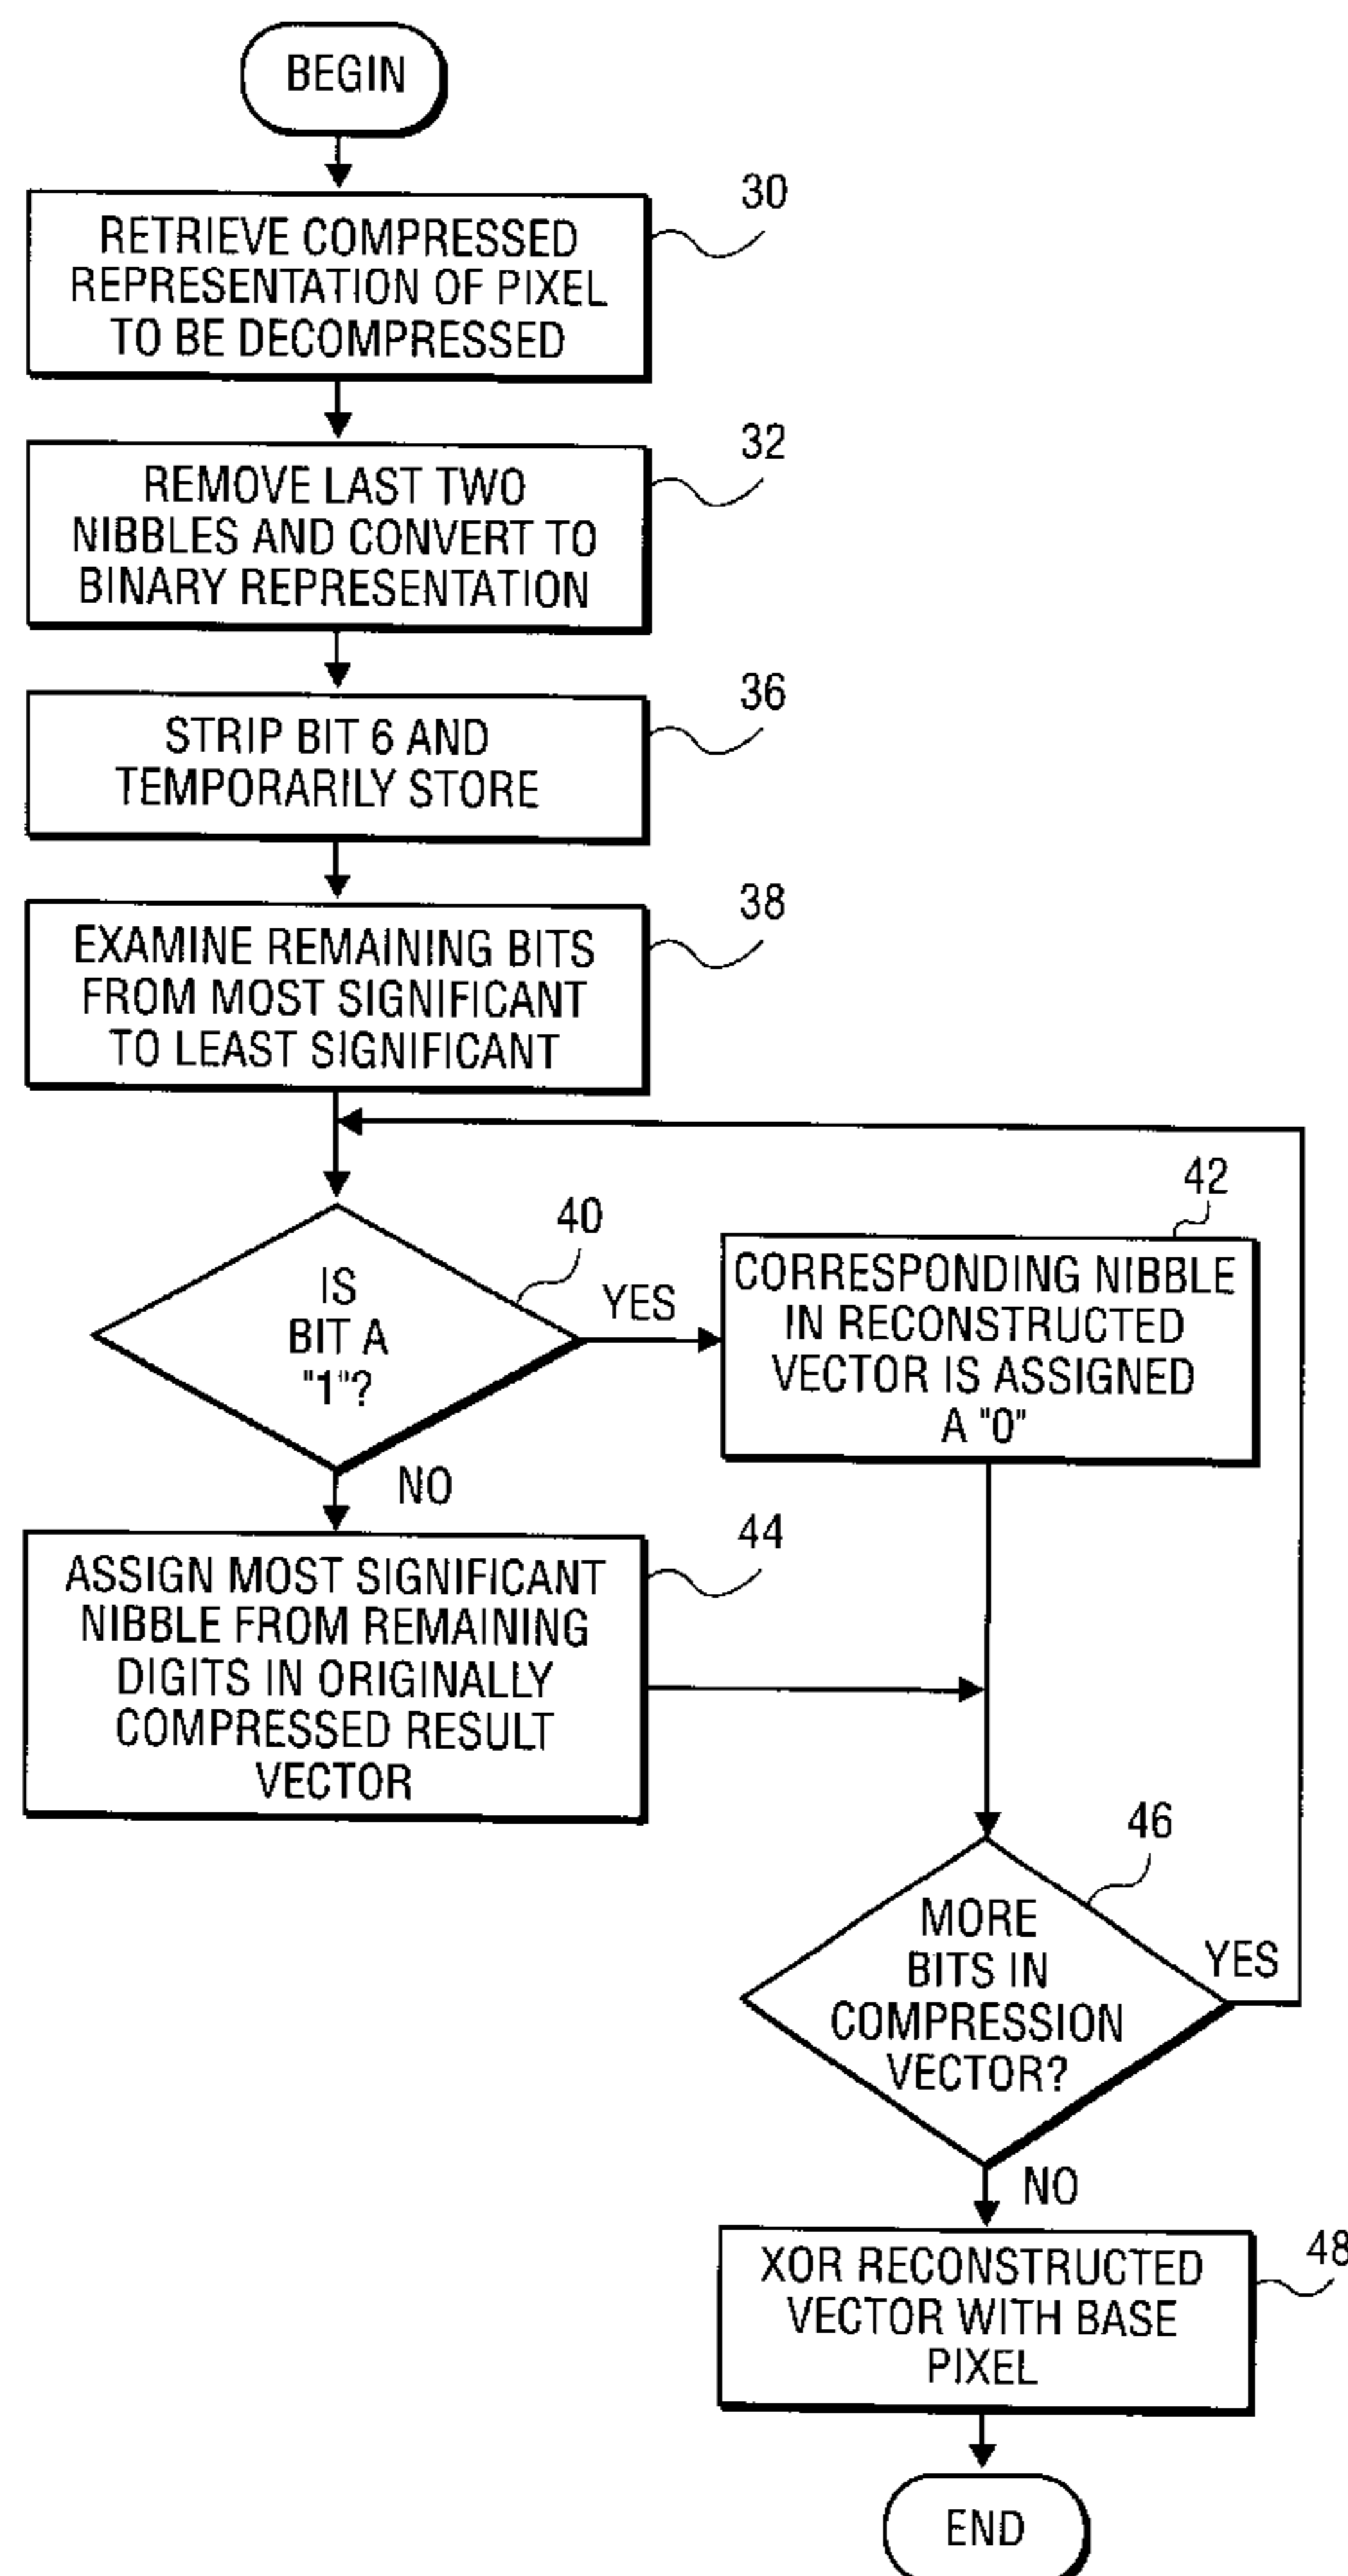 BEGIN
30
RETRIEVE COMPRESSED
REPRESENTATION OF PIXEL
TO BE DECOMPRESSED
32
REMOVE LAST TWO
NIBBLES AND CONVERT TO
BINARY REPRESENTATION
36
STRIP BIT 6 AND
TEMPORARILY STORE
38
EXAMINE REMAINING BITS
FROM MOST SIGNIFICANT
TO LEAST SIGNIFICANT
40
IS
BIT A
"1"?
YES
NO
42
CORRESPONDING NIBBLE
IN RECONSTRUCTED
VECTOR IS ASSIGNED
A "0"
44
ASSIGN MOST SIGNIFICANT
NIBBLE FROM REMAINING
DIGITS IN ORIGINALLY
COMPRESSED RESULT
VECTOR
46
MORE
BITS IN
COMPRESSION
VECTOR?
YES
NO
48
XOR RECONSTRUCTED
VECTOR WITH BASE
PIXEL
END